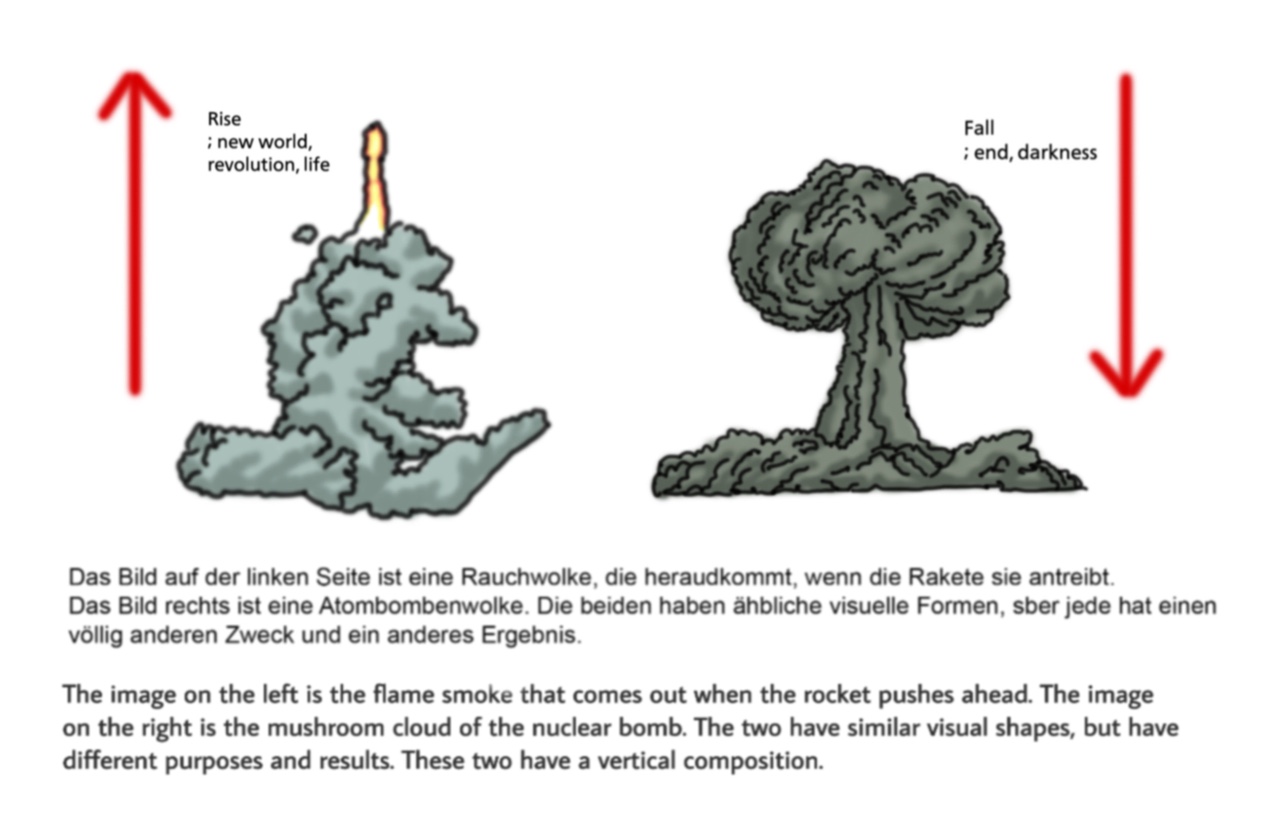 Rise
; new world,
revolution, life
Fall
; end, darkness
Das Bild auf der linken Seite ist eine Rauchwolke, die heraudkommt, wenn die Rakete sie antreibt.
Das Bild rechts ist eine Atombombenwolke. Die beiden haben ähbliche visuelle Formen, sber jede hat einen
völlig anderen Zweck und ein anderes Ergebnis.
The image on the left is the flame smoke that comes out when the rocket pushes ahead. The image
on the right is the mushroom cloud of the nuclear bomb. The two have similar visual shapes, but have
different purposes and results. These two have a vertical composition.